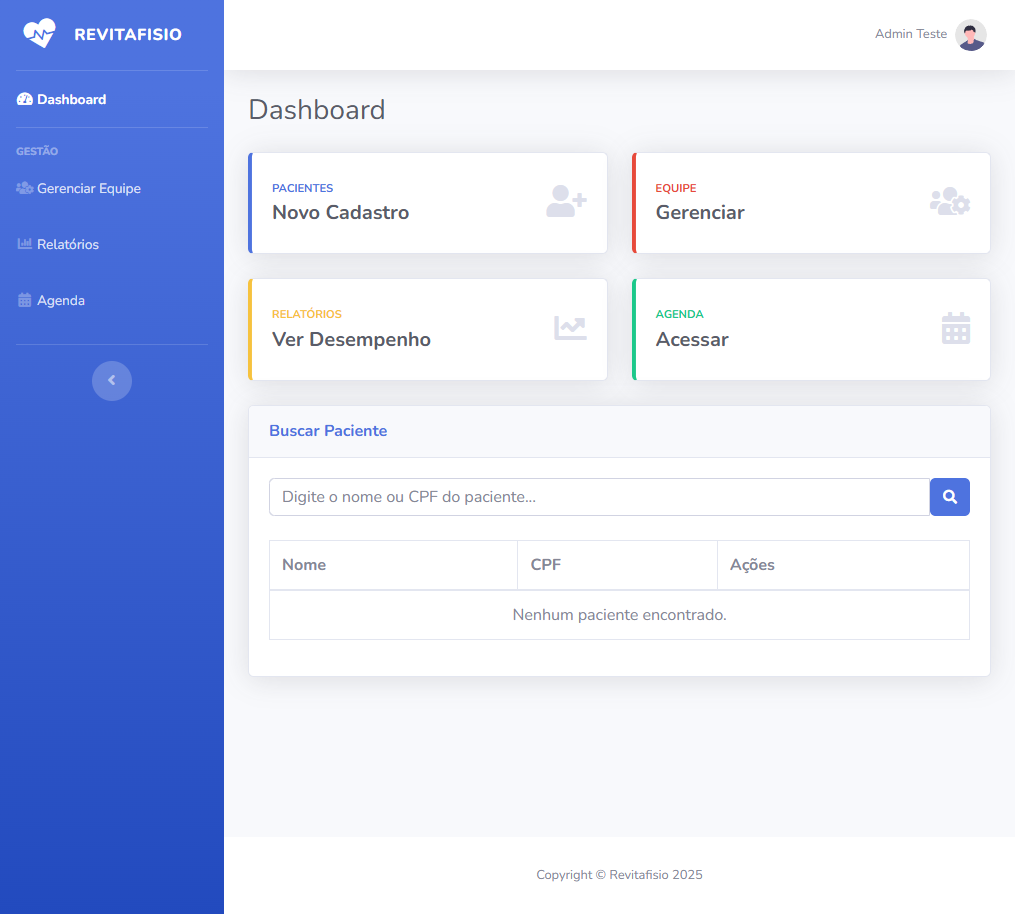 REVITAFISIO
Admin Teste
Dashboard
GESTÃO
Gerenciar Equipe
Relatórios
Agenda
Dashboard
PACIENTES
Novo Cadastro
EQUIPE
Gerenciar
RELATÓRIOS
Ver Desempenho
AGENDA
Acessar
Buscar Paciente
Digite o nome ou CPF do paciente...
Nome CPF Ações
Nenhum paciente encontrado.
Copyright © Revitafisio 2025